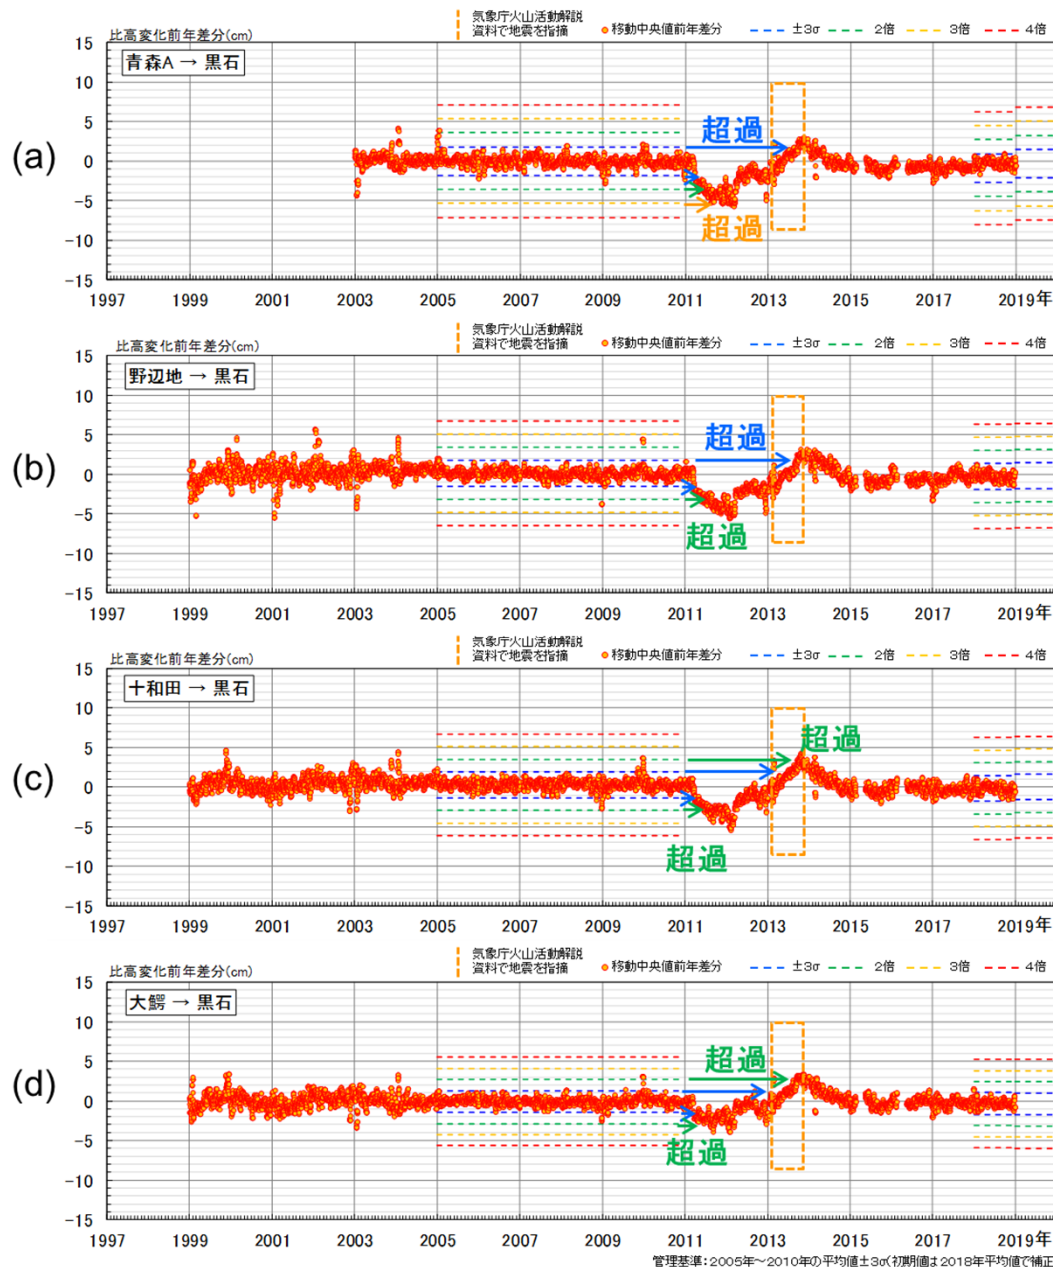 気象庁火山活動解説
資料で地震を指摘
移動中央値前年差分 ±3σ 2倍 3倍 4倍
比高変化前年差分(cm)
青森A → 黒石
(a)
15
10
5
0
-5
-10
-15
超過
超過
1997 1999 2001 2003 2005 2007 2009 2011 2013 2015 2017 2019年
気象庁火山活動解説
資料で地震を指摘
移動中央値前年差分 ±3σ 2倍 3倍 4倍
比高変化前年差分(cm)
野辺地 → 黒石
(b)
15
10
5
0
-5
-10
-15
超過
超過
1997 1999 2001 2003 2005 2007 2009 2011 2013 2015 2017 2019年
気象庁火山活動解説
資料で地震を指摘
移動中央値前年差分 ±3σ 2倍 3倍 4倍
比高変化前年差分(cm)
十和田 → 黒石
(c)
15
10
5
0
-5
-10
-15
超過
超過
1997 1999 2001 2003 2005 2007 2009 2011 2013 2015 2017 2019年
気象庁火山活動解説
資料で地震を指摘
移動中央値前年差分 ±3σ 2倍 3倍 4倍
比高変化前年差分(cm)
大鰐 → 黒石
(d)
15
10
5
0
-5
-10
-15
超過
超過
1997 1999 2001 2003 2005 2007 2009 2011 2013 2015 2017 2019年
管理基準:2005年~2010年の平均値±3σ(初期値は2018年平均値で補正